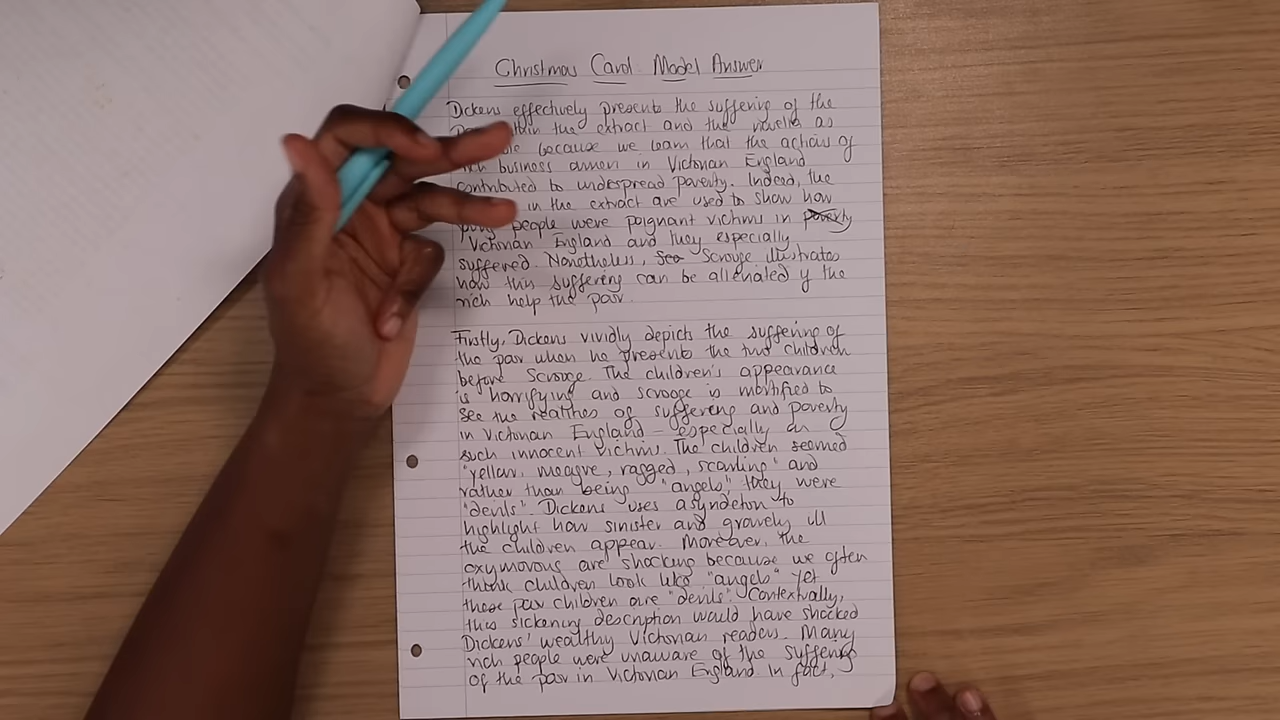 Christmas Carol Model Answer
Dickens effectively presents the suffering of the
the extract and the novella as
because we learn that the actions of
business owners in Victorian England
contributed to widespread poverty. Indeed, the
in the extract are used to show how
people were poignant victims in poverty
Victorian England and they especially
suffered. Nonetheless, Sco Scrooge illustrates
how this suffering can be alleviated if the
rich help the poor.
Firstly, Dickens vividly depicts the suffering of
the poor when he presents the two children
before Scrooge. The children's appearance
is horrifying and scrooge is mortified to
see the realities of suffering and poverty
in Victorian England – especially on
such innocent victims. The children seemed
"yellow, meagre, ragged, scowling" and
rather than being "angels" they were
"devils". Dickens uses asyndeton to
highlight how sinister and gravely ill
the children appear. Moreover, the
oxymorons are shocking because we often
think children look like "angels" yet
these poor children are "devils". Contextually,
this sickening description would have shocked
Dickens' wealthy Victorian readers. Many
rich people were unaware of the suffering
of the poor in Victorian England. In fact,